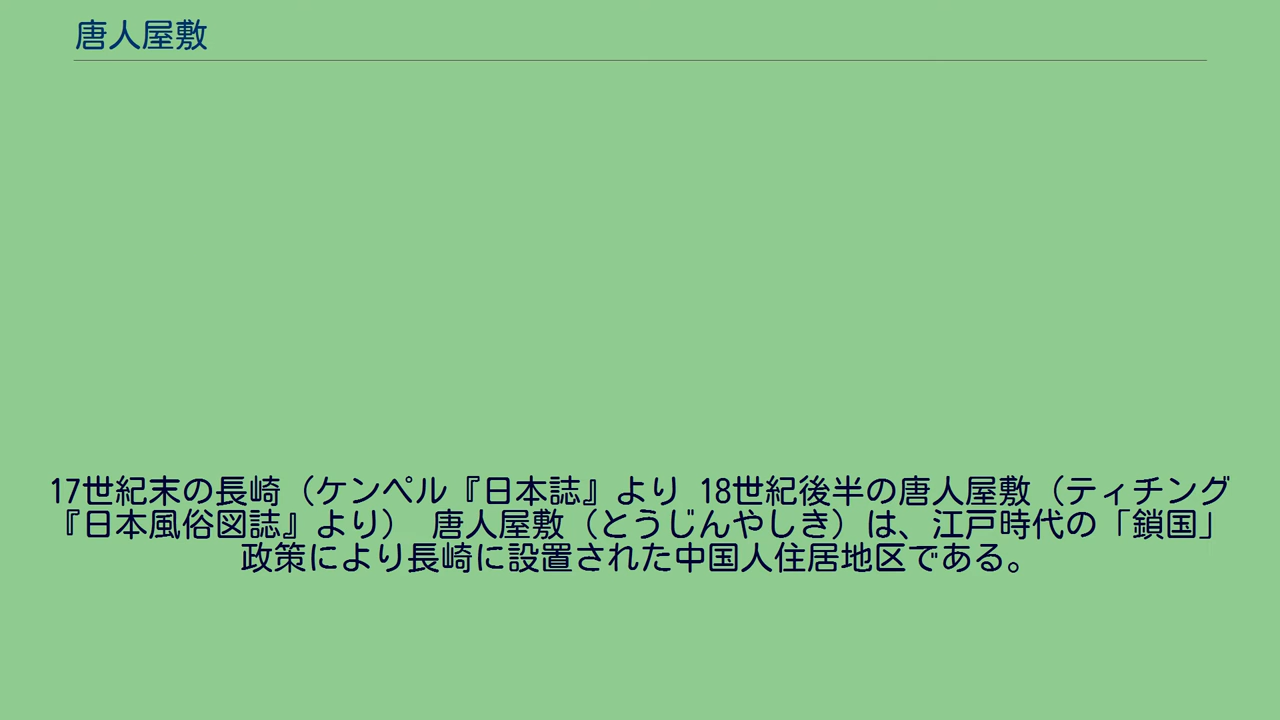 唐人屋敷
17世紀末の長崎（ケンペル『日本誌』より 18世紀後半の唐人屋敷（ティチング
『日本風俗図誌』より） 唐人屋敷（とうじんやしき）は、江戸時代の「鎖国」
政策により長崎に設置された中国人住居地区である。